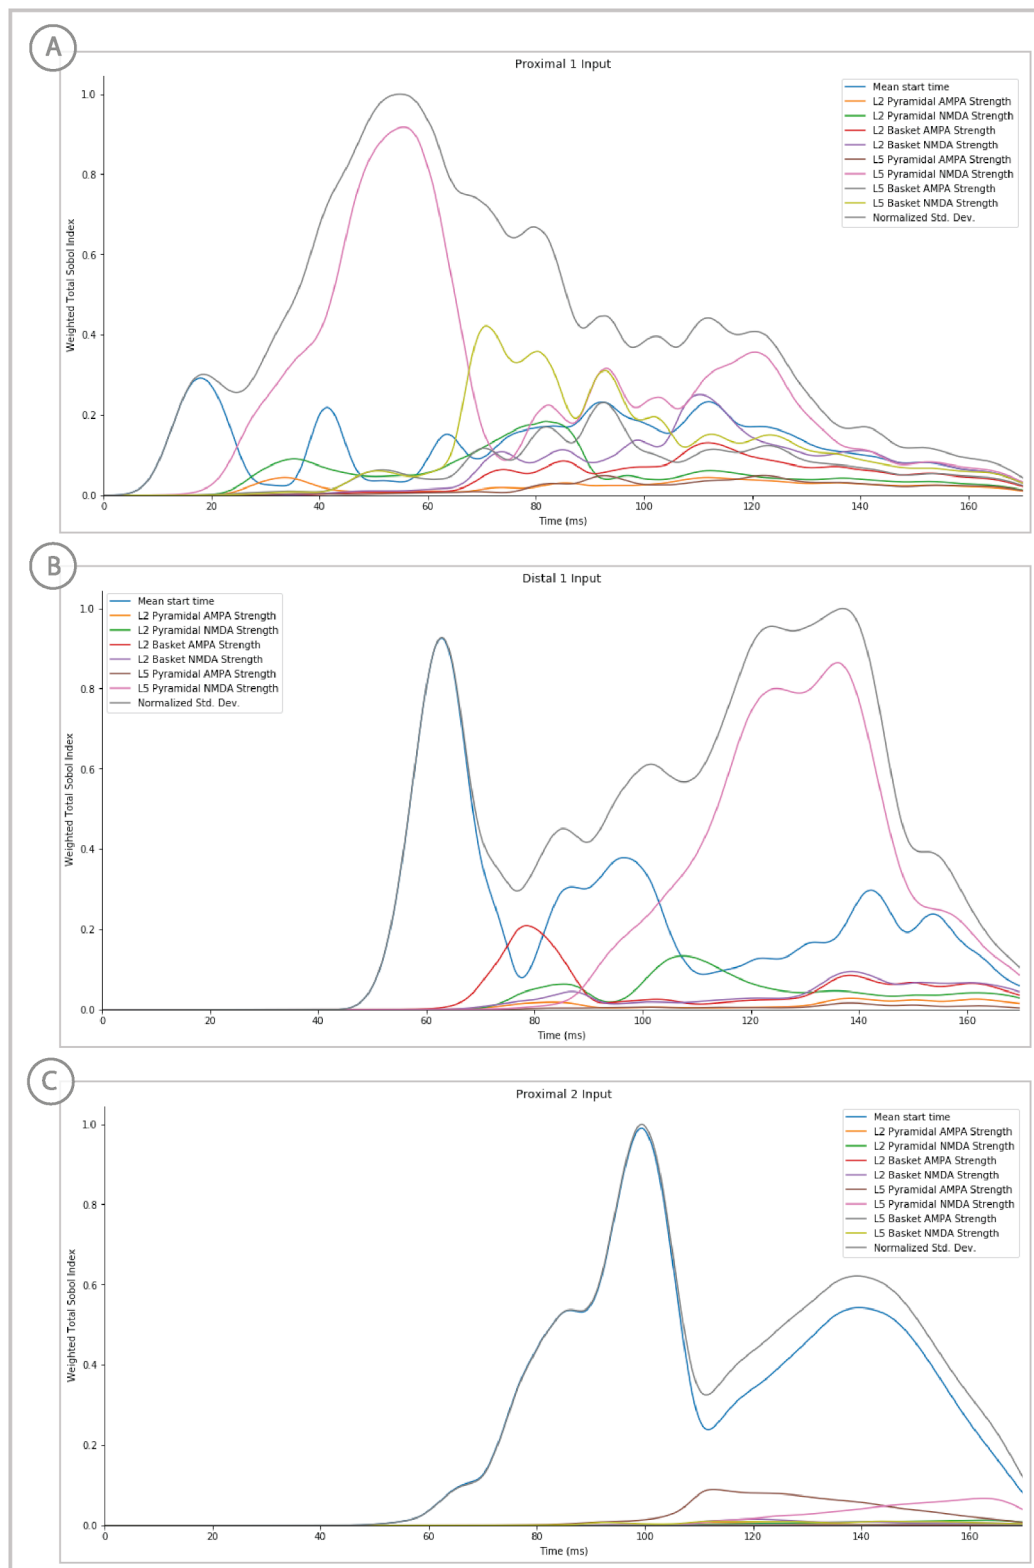 A
Proximal 1 Input
Mean start time
L2 Pyramidal AMPA Strength
L2 Pyramidal NMDA Strength
L2 Basket AMPA Strength
L2 Basket NMDA Strength
L5 Pyramidal AMPA Strength
L5 Pyramidal NMDA Strength
L5 Basket AMPA Strength
L5 Basket NMDA Strength
Normalized Std. Dev.
Weighted Total Sobol Index
1.0
0.8
0.6
0.4
0.2
0.0
0 20 40 60 80 100 120 140 160
Time (ms)
B
Distal 1 Input
Mean start time
L2 Pyramidal AMPA Strength
L2 Pyramidal NMDA Strength
L2 Basket AMPA Strength
L2 Basket NMDA Strength
L5 Pyramidal AMPA Strength
L5 Pyramidal NMDA Strength
Normalized Std. Dev.
Weighted Total Sobol Index
1.0
0.8
0.6
0.4
0.2
0.0
0 20 40 60 80 100 120 140 160
Time (ms)
C
Proximal 2 Input
Mean start time
L2 Pyramidal AMPA Strength
L2 Pyramidal NMDA Strength
L2 Basket AMPA Strength
L2 Basket NMDA Strength
L5 Pyramidal AMPA Strength
L5 Pyramidal NMDA Strength
L5 Basket AMPA Strength
L5 Basket NMDA Strength
Normalized Std. Dev.
Weighted Total Sobol Index
1.0
0.8
0.6
0.4
0.2
0.0
0 20 40 60 80 100 120 140 160
Time (ms)